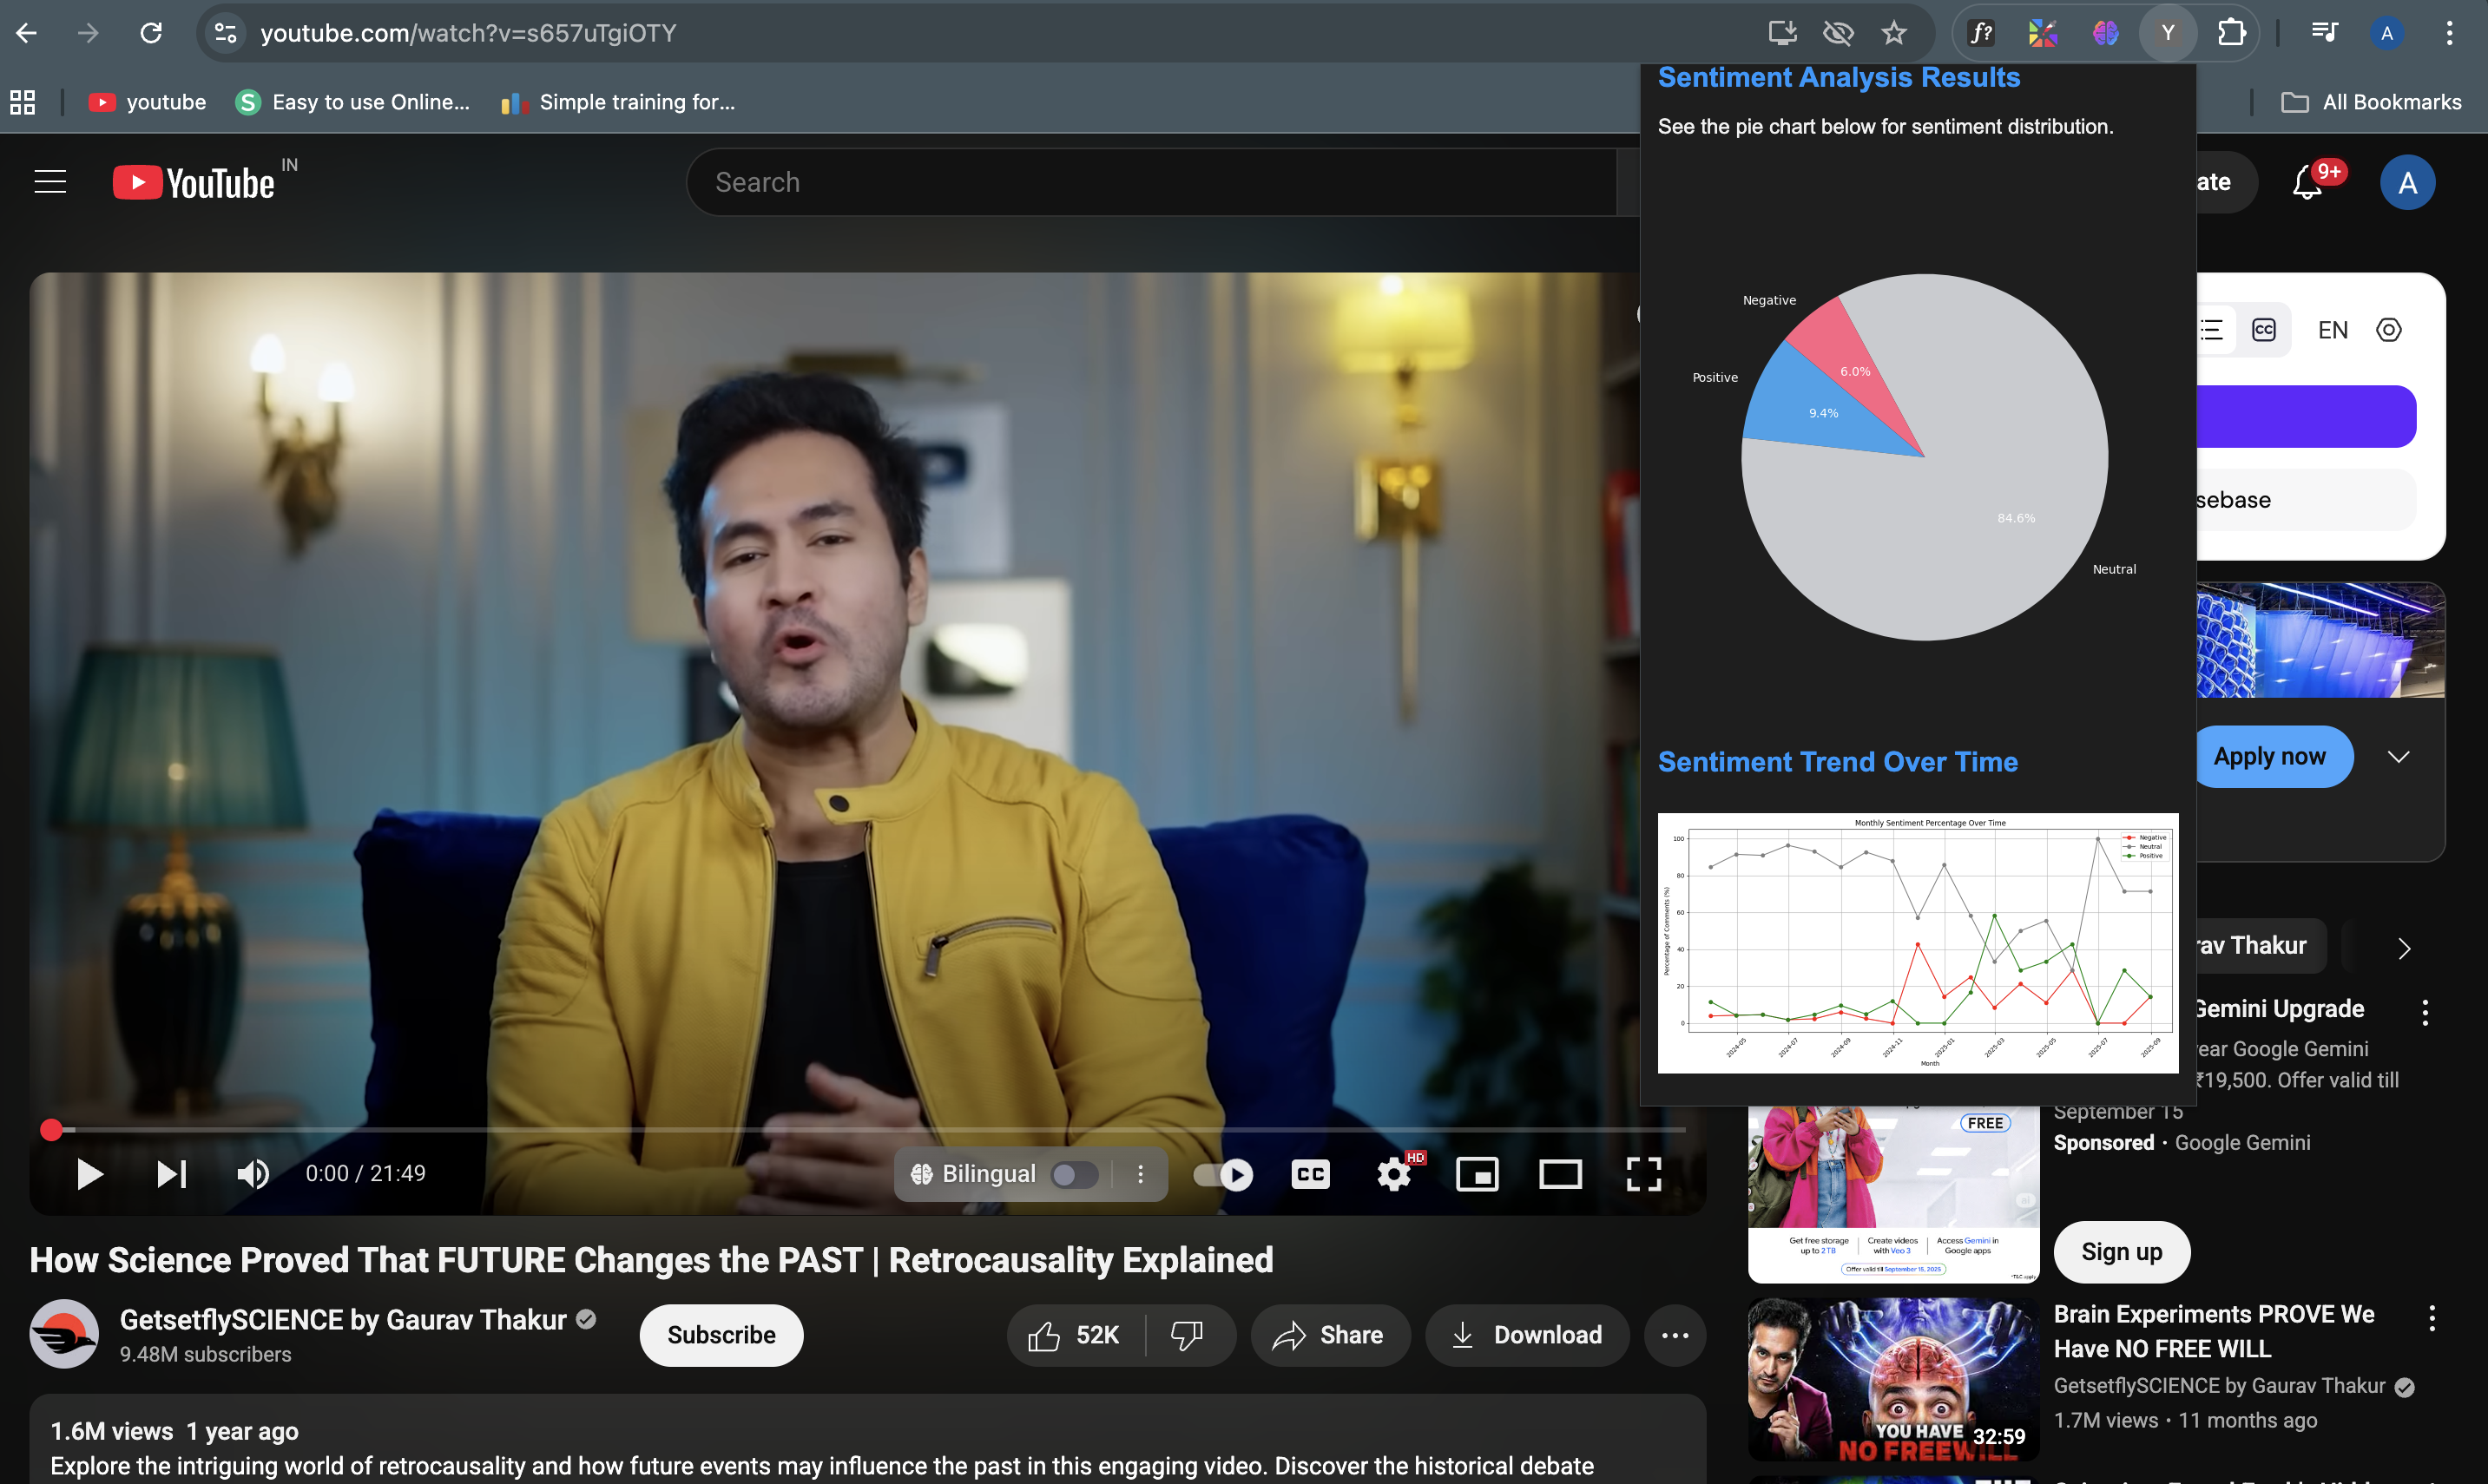 youtube.com/watch?v=s657uTgiOTY
f?
Y
A
youtube
S
Easy to use Online...
Simple training for...
All Bookmarks
YouTube IN
Search
ate
9+
A
Sentiment Analysis Results
See the pie chart below for sentiment distribution.
Negative
6.0%
Positive
9.4%
84.6%
Neutral
CC
EN
sebase
Sentiment Trend Over Time
Apply now
Monthly Sentiment Percentage Over Time
Negative
Neutral
Positive
100
80
60
40
20
0
Percentage of Comments (%)
2024-05
2024-07
2024-09
2024-11
2025-01
2025-03
2025-05
2025-07
2025-09
Month
rav Thakur
Gemini Upgrade
ear Google Gemini
₹19,500. Offer valid till
September 15
Sponsored • Google Gemini
FREE
Get free storage up to 2 TB
Create videos with Veo 3
Access Gemini in Google apps
Offer valid till September 15, 2025
*T&C apply
Sign up
0:00 / 21:49
Bilingual
CC
HD
How Science Proved That FUTURE Changes the PAST | Retrocausality Explained
GetsetflySCIENCE by Gaurav Thakur
9.48M subscribers
Subscribe
52K
Share
Download
1.6M views 1 year ago
Explore the intriguing world of retrocausality and how future events may influence the past in this engaging video. Discover the historical debate
YOU HAVE
NO FREEWILL
32:59
Brain Experiments PROVE We
Have NO FREE WILL
GetsetflySCIENCE by Gaurav Thakur
1.7M views • 11 months ago